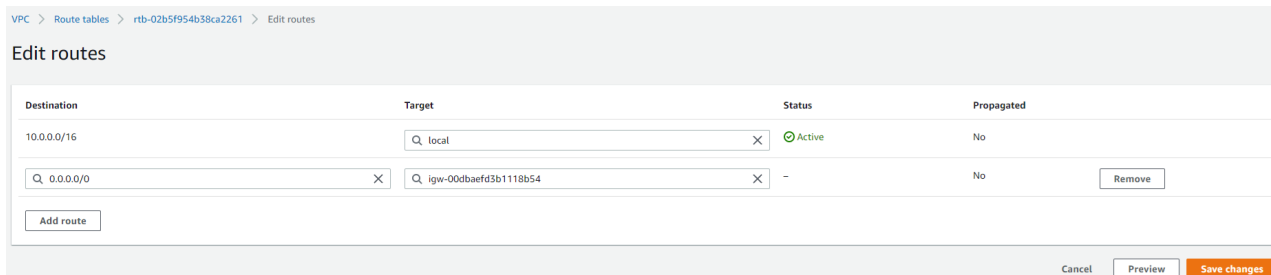 VPC > Route tables > rtb-02b5f954b38ca2261 > Edit routes
Edit routes
Destination Target Status Propagated
10.0.0.0/16 local Active No
0.0.0.0/0 igw-00dbaefd3b1118b54 – No Remove
Add route
Cancel Preview Save changes